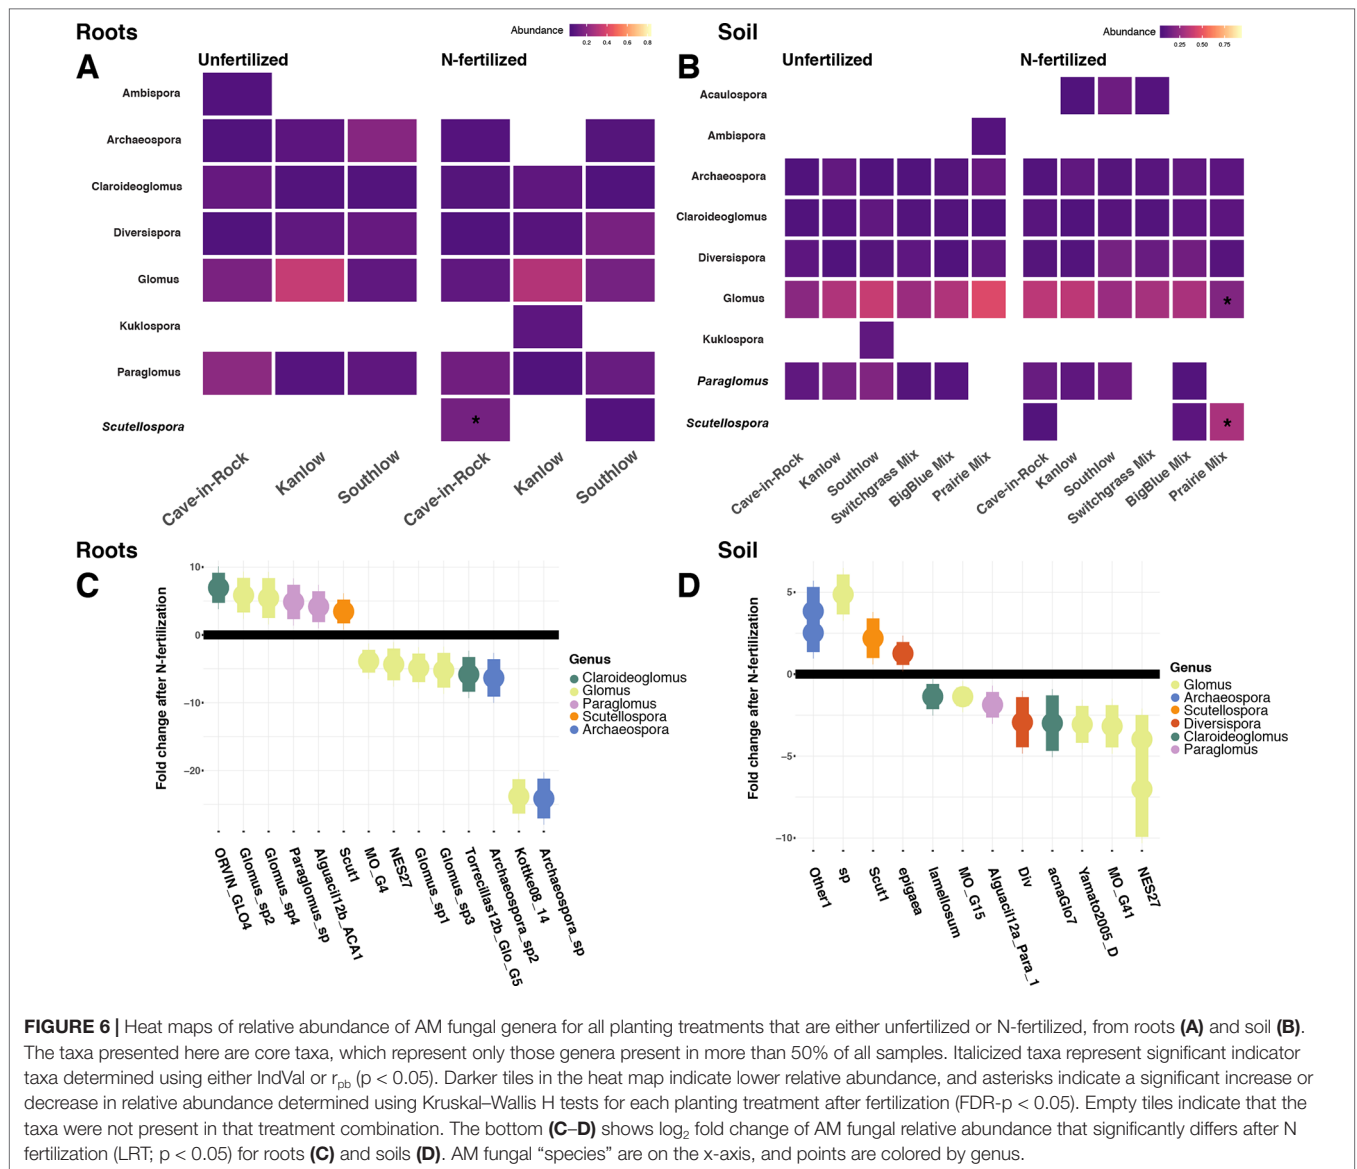 Roots
A
Abundance
0.2 0.4 0.6 0.8
Unfertilized
N-fertilized
Ambispora
Archaeospora
Claroideoglomus
Diversispora
Glomus
Kuklospora
Paraglomus
Scutellospora
*
Cave-in-Rock
Kanlow
Southlow
Cave-in-Rock
Kanlow
Southlow
Soil
B
Abundance
0.25 0.50 0.75
Unfertilized
N-fertilized
Acaulospora
Ambispora
Archaeospora
Claroideoglomus
Diversispora
Glomus
*
Kuklospora
Paraglomus
Scutellospora
*
Cave-in-Rock
Kanlow
Southlow
Switchgrass Mix
BigBlue Mix
Prairie Mix
Cave-in-Rock
Kanlow
Southlow
Switchgrass Mix
BigBlue Mix
Prairie Mix
Roots
C
Fold change after N-fertilization
10
0
−10
−20
ORVIN_GLO4
Glomus_sp2
Glomus_sp4
Paraglomus_sp
Alguacil12b_ACA1
Scut1
MO_G4
NES27
Glomus_sp1
Glomus_sp3
Torrecillas12b_Glo_G5
Archaeospora_sp2
Kottke08_14
Archaeospora_sp
Genus
Claroideoglomus
Glomus
Paraglomus
Scutellospora
Archaeospora
Soil
D
Fold change after N-fertilization
5
0
−5
−10
Other1
sp
Scut1
epigaea
lamellosum
MO_G15
Alguacil12a_Para_1
Div
acnaGlo7
Yamato2005_D
MO_G41
NES27
Genus
Glomus
Archaeospora
Scutellospora
Diversispora
Claroideoglomus
Paraglomus
FIGURE 6 | Heat maps of relative abundance of AM fungal genera for all planting treatments that are either unfertilized or N-fertilized, from roots (A) and soil (B).
The taxa presented here are core taxa, which represent only those genera present in more than 50% of all samples. Italicized taxa represent significant indicator
taxa determined using either IndVal or rpb (p < 0.05). Darker tiles in the heat map indicate lower relative abundance, and asterisks indicate a significant increase or
decrease in relative abundance determined using Kruskal–Wallis H tests for each planting treatment after fertilization (FDR-p < 0.05). Empty tiles indicate that the
taxa were not present in that treatment combination. The bottom (C–D) shows log2 fold change of AM fungal relative abundance that significantly differs after N
fertilization (LRT; p < 0.05) for roots (C) and soils (D). AM fungal “species” are on the x-axis, and points are colored by genus.